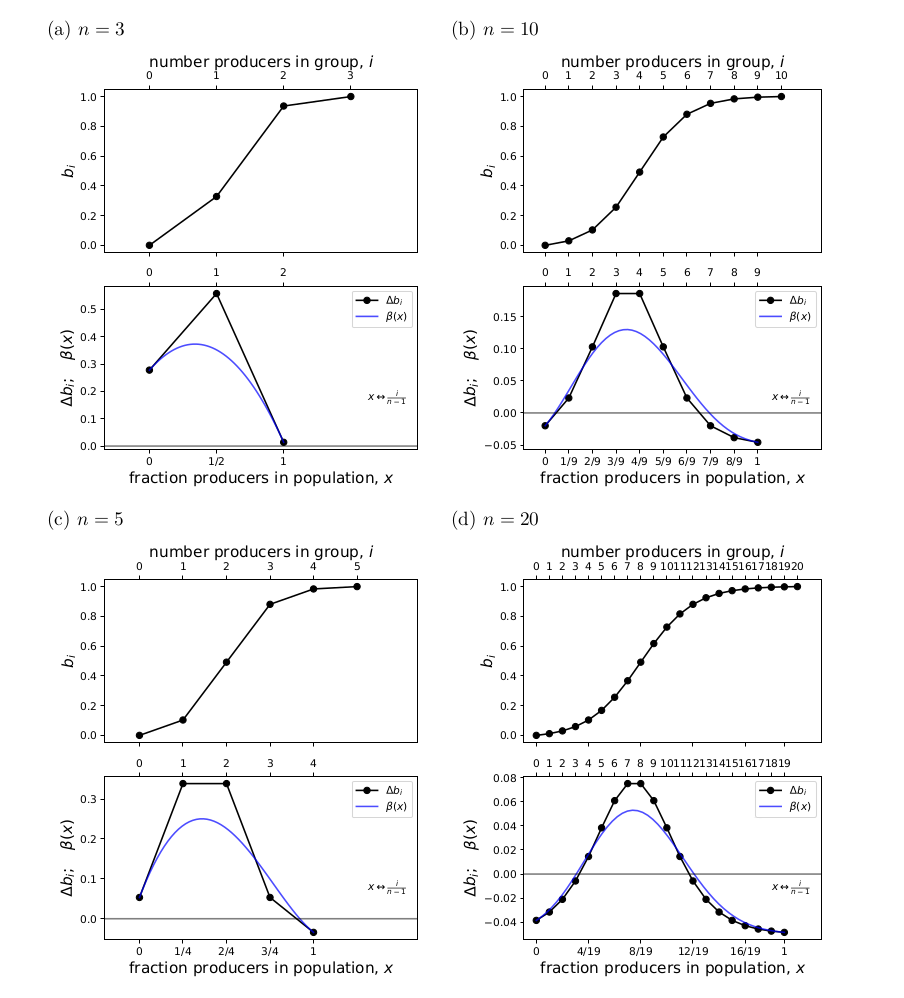 (a) n = 3
number producers in group, i
0 1 2 3
1.0
0.8
0.6
0.4
0.2
0.0
b_i
0 1 2
0.5
0.4
0.3
0.2
0.1
0.0
Δb_i; β(x)
Δb_i
β(x)
x↔i/(n−1)
0 1/2 1
fraction producers in population, x
(b) n = 10
number producers in group, i
0 1 2 3 4 5 6 7 8 9 10
1.0
0.8
0.6
0.4
0.2
0.0
b_i
0 1 2 3 4 5 6 7 8 9
0.15
0.10
0.05
0.00
−0.05
Δb_i; β(x)
Δb_i
β(x)
x↔i/(n−1)
0 1/9 2/9 3/9 4/9 5/9 6/9 7/9 8/9 1
fraction producers in population, x
(c) n = 5
number producers in group, i
0 1 2 3 4 5
1.0
0.8
0.6
0.4
0.2
0.0
b_i
0 1 2 3 4
0.3
0.2
0.1
0.0
Δb_i; β(x)
Δb_i
β(x)
x↔i/(n−1)
0 1/4 2/4 3/4 1
fraction producers in population, x
(d) n = 20
number producers in group, i
0 1 2 3 4 5 6 7 8 9 10 11 12 13 14 15 16 17 18 19 20
1.0
0.8
0.6
0.4
0.2
0.0
b_i
0 1 2 3 4 5 6 7 8 9 10 11 12 13 14 15 16 17 18 19
0.08
0.06
0.04
0.02
0.00
−0.02
−0.04
Δb_i; β(x)
Δb_i
β(x)
x↔i/(n−1)
0 4/19 8/19 12/19 16/19 1
fraction producers in population, x